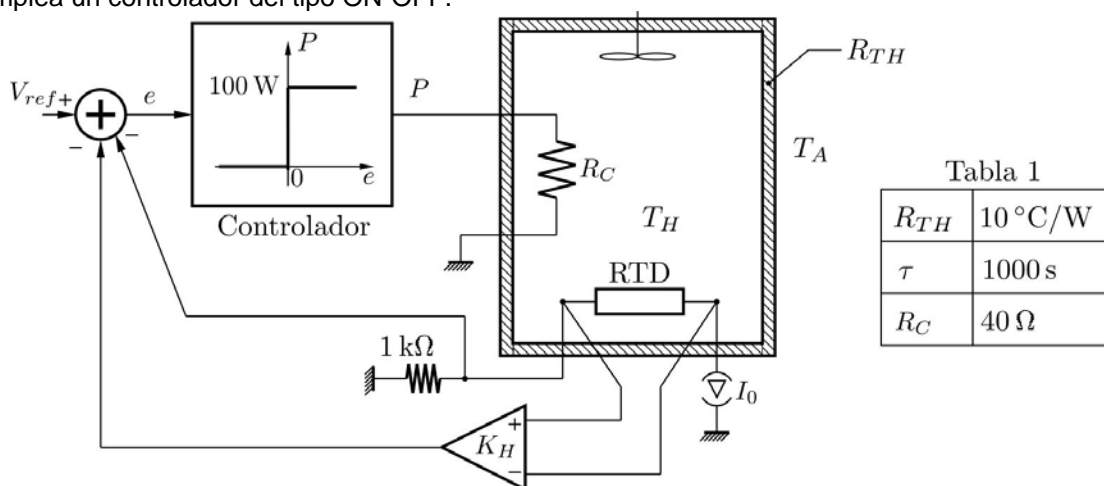 implica un controlador del tipo ON-OFF.
P
100 W
0
e
Controlador
V_ref
+
−
−
e
P
R_C
R_TH
T_A
T_H
RTD
1 kΩ
I_0
K_H
+
−
Tabla 1
R_TH 10 °C/W
τ 1000 s
R_C 40 Ω